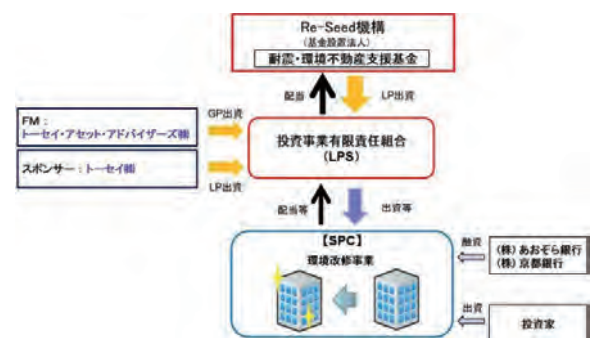 Re-Seed機構
(基金設置法人)
耐震・環境不動産支援基金
配当
LP出資
FM:
トーセイ・アセット・アドバイザーズ㈱
GP出資
投資事業有限責任組合
(LPS)
スポンサー:トーセイ㈱
LP出資
配当等
出資等
【SPC】
環境改修事業
融資
(株)あおぞら銀行
(株)京都銀行
出資
投資家